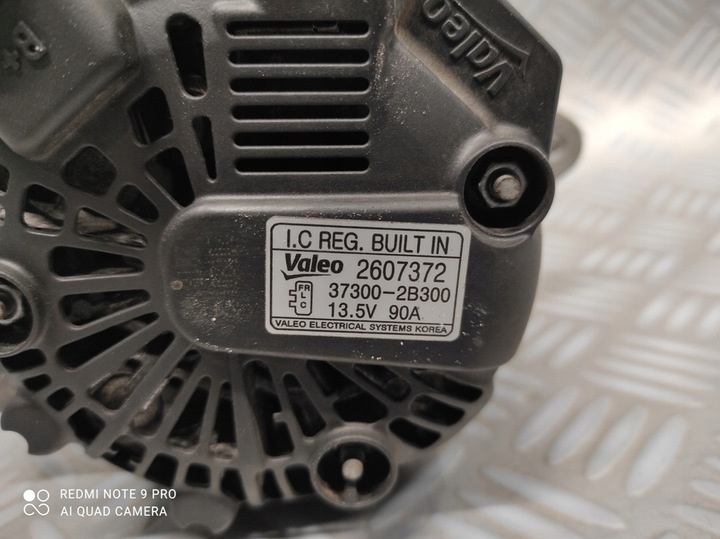 B+
Valeo
I.C REG. BUILT IN
Valeo 2607372
FR
L
C
37300-2B300
13.5V 90A
VALEO ELECTRICAL SYSTEMS KOREA
REDMI NOTE 9 PRO
AI QUAD CAMERA